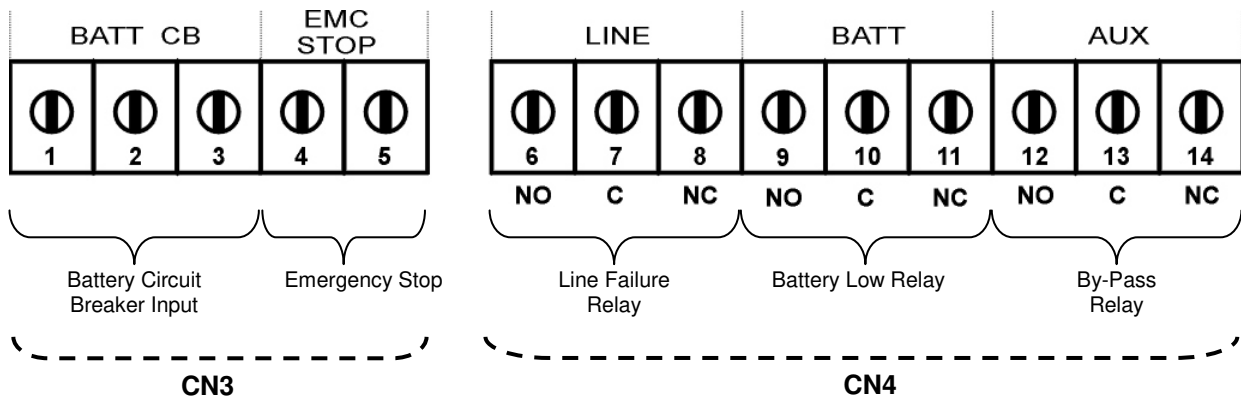 BATT CB
EMC
STOP
LINE
BATT
AUX
1 2 3 4 5
6 7 8 9 10 11 12 13 14
NO C NC NO C NC NO C NC
Battery Circuit
Breaker Input
Emergency Stop
Line Failure
Relay
Battery Low Relay
By-Pass
Relay
CN3
CN4